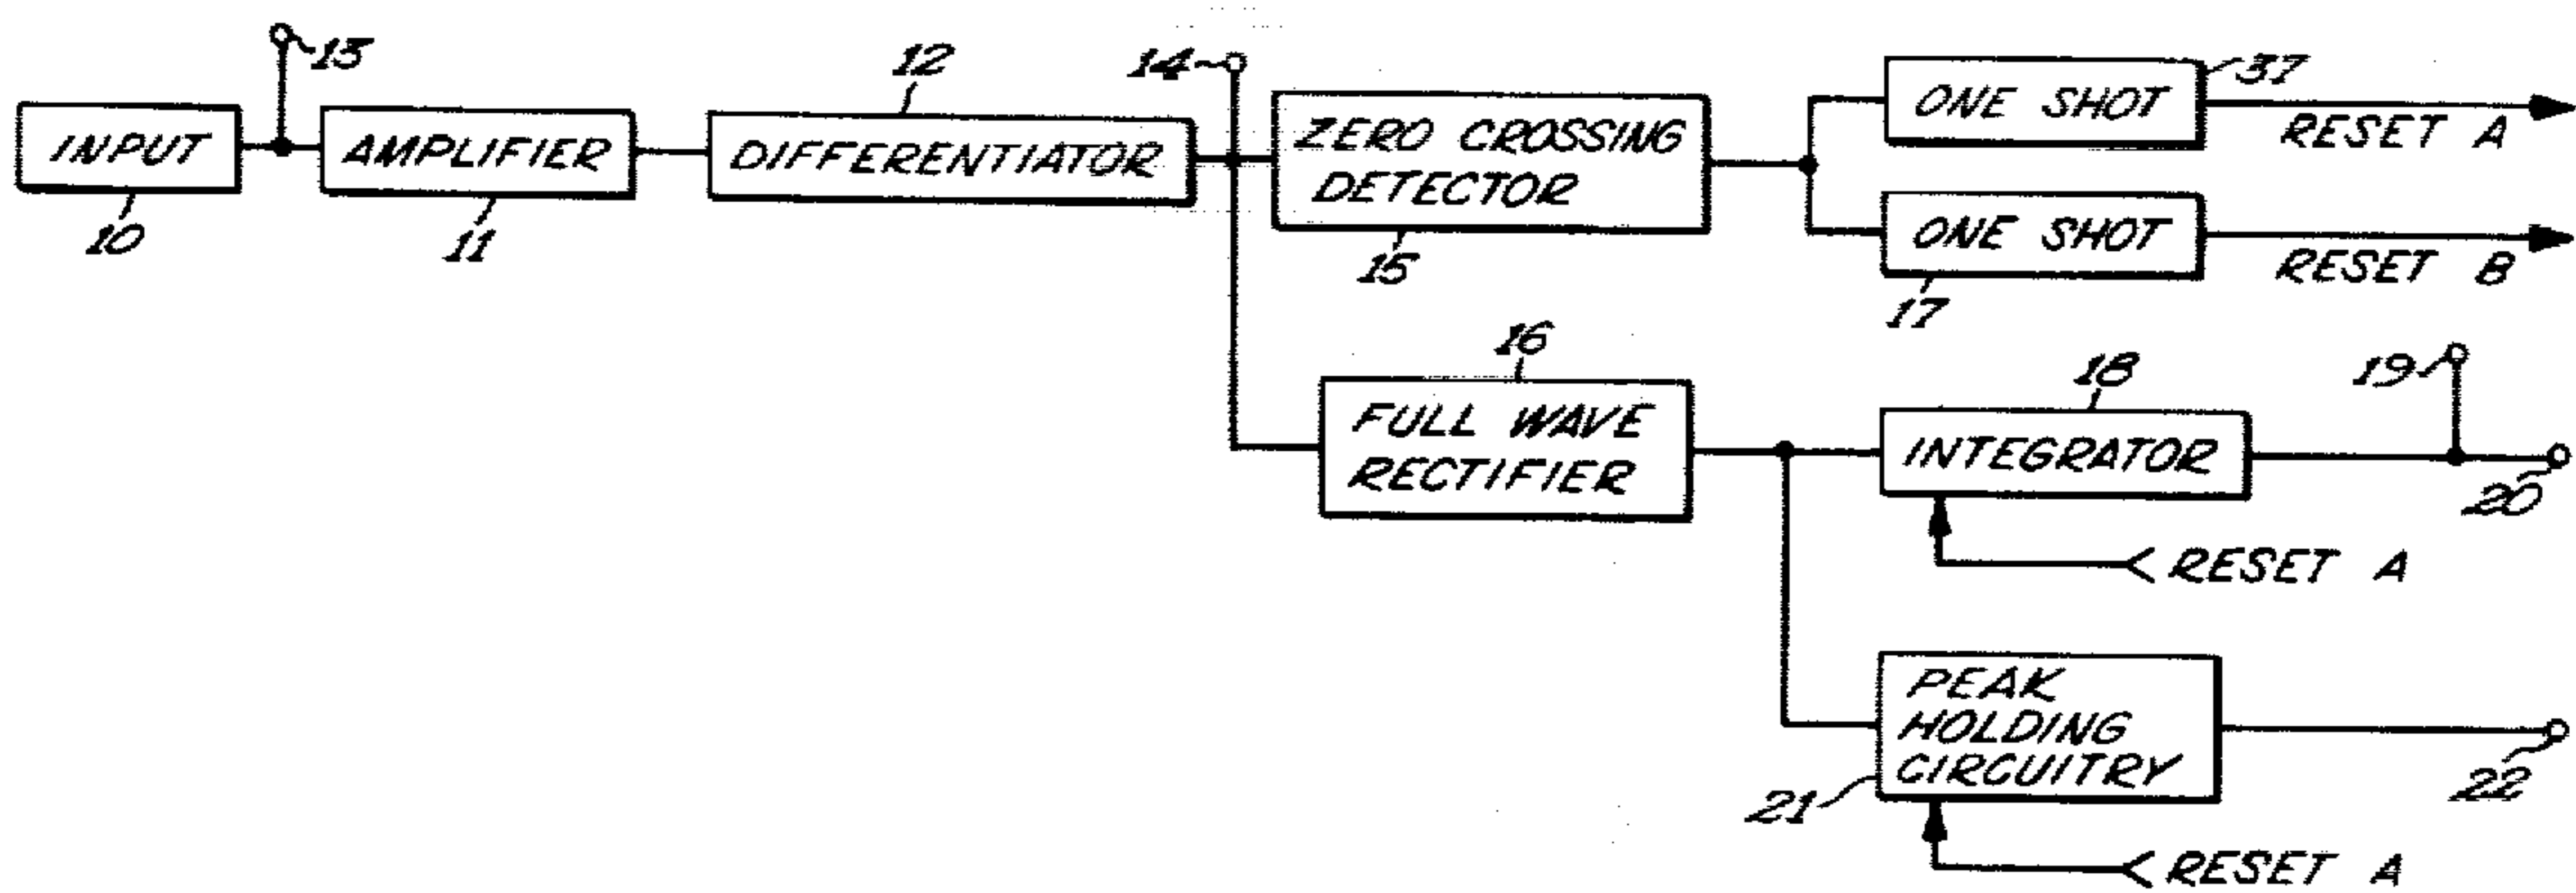 13
12
14
37
INPUT
AMPLIFIER
DIFFERENTIATOR
ZERO CROSSING
DETECTOR
ONE SHOT
RESET A
10
11
15
ONE SHOT
RESET B
17
16
18
19
FULL WAVE
RECTIFIER
INTEGRATOR
20
RESET A
PEAK
HOLDING
CIRCUITRY
21
22
RESET A